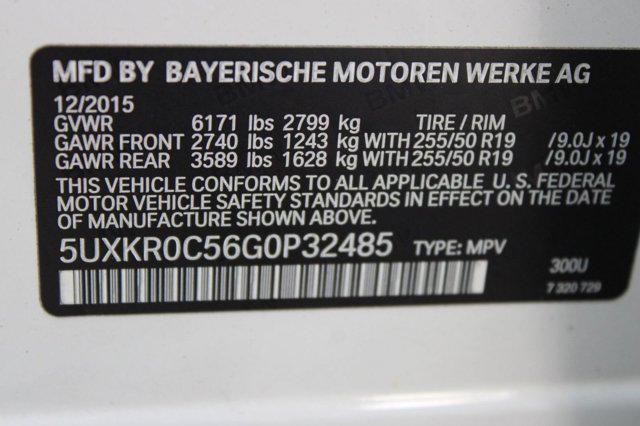 MFD BY BAYERISCHE MOTOREN WERKE AG
12/2015
GVWR 6171 lbs 2799 kg TIRE / RIM
GAWR FRONT 2740 lbs 1243 kg WITH 255/50 R19 /9.0J x 19
GAWR REAR 3589 lbs 1628 kg WITH 255/50 R19 /9.0J x 19
THIS VEHICLE CONFORMS TO ALL APPLICABLE U. S. FEDERAL
MOTOR VEHICLE SAFETY STANDARDS IN EFFECT ON THE DATE
OF MANUFACTURE SHOWN ABOVE.
5UXKR0C56G0P32485 TYPE: MPV
300U
7 320 729